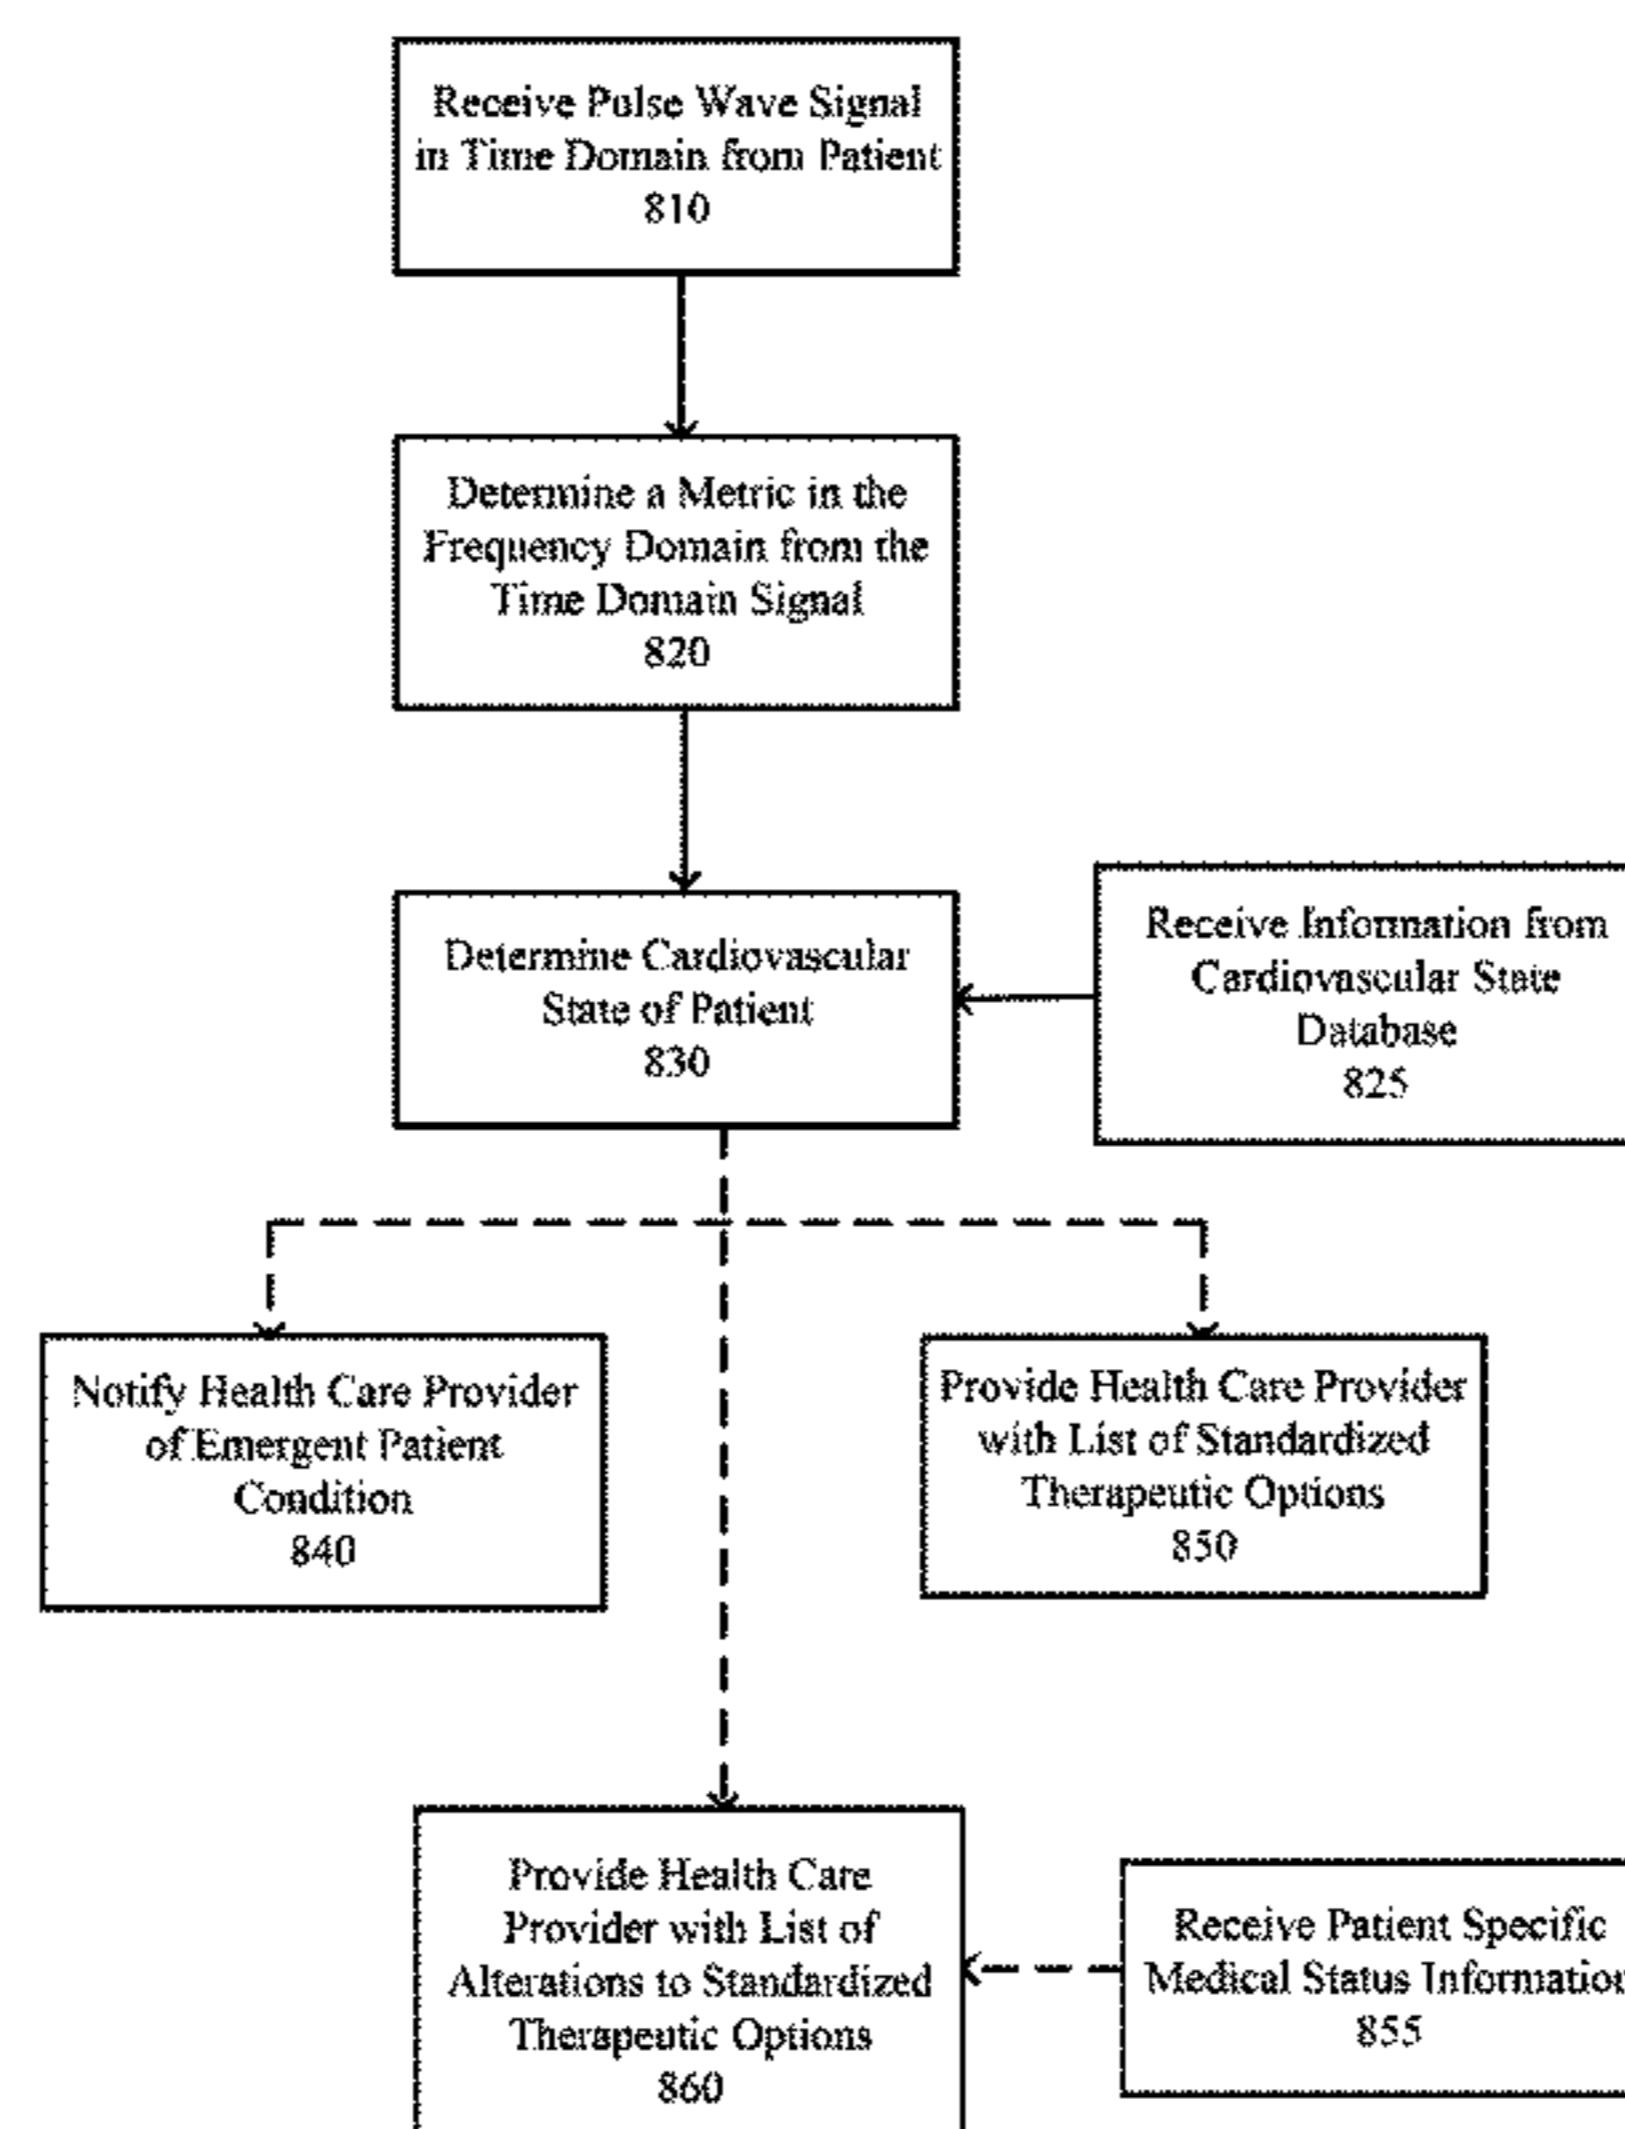 Receive Pulse Wave Signal
in Time Domain from Patient
810
Determine a Metric in the
Frequency Domain from the
Time Domain Signal
820
Determine Cardiovascular
State of Patient
830
Receive Information from
Cardiovascular State
Database
825
Notify Health Care Provider
of Emergent Patient
Condition
840
Provide Health Care Provider
with List of Standardized
Therapeutic Options
850
Provide Health Care
Provider with List of
Alterations to Standardized
Therapeutic Options
860
Receive Patient Specific
Medical Status Information
855